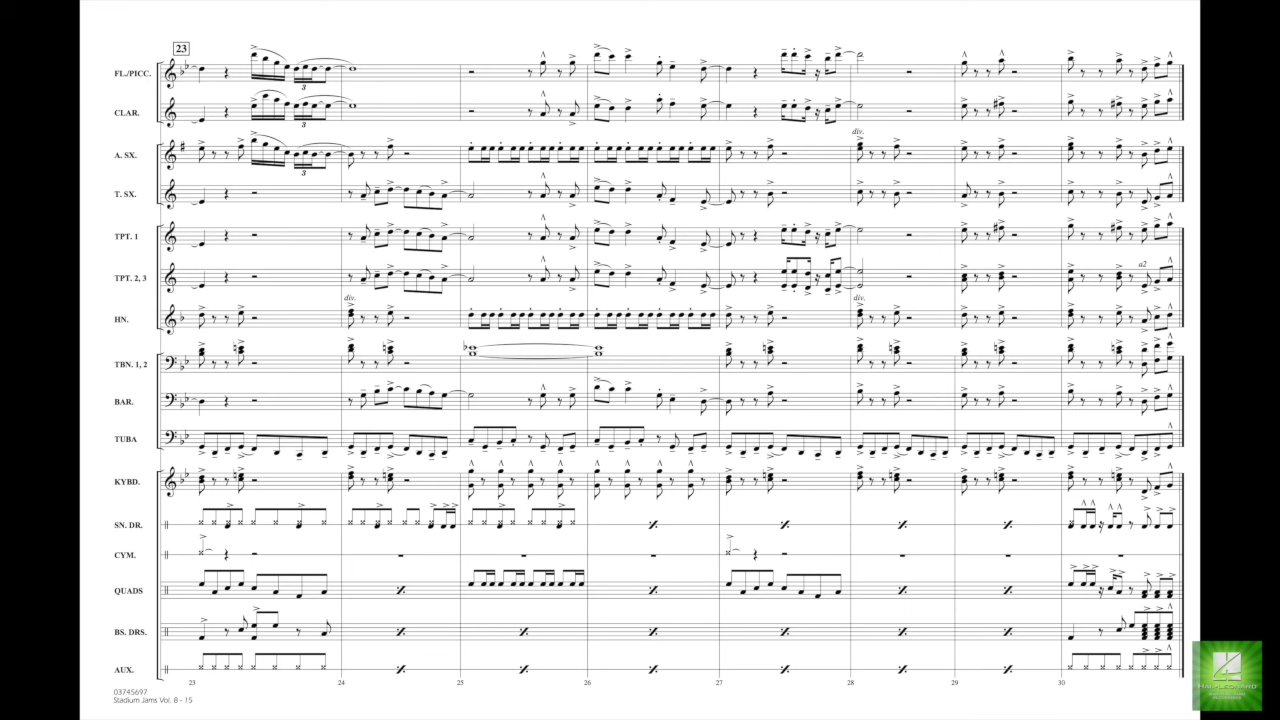 23
FL./PICC.
3
CLAR.
3
div.
A. SX.
3
T. SX.
TPT. 1
TPT. 2, 3
a2
div.
div.
HN.
TBN. 1, 2
BAR.
TUBA
KYBD.
SN. DR.
CYM.
QUADS
BS. DRS.
AUX.
23 24 25 26 27 28 29 30
03745697
Stadium Jams Vol. 8 - 15
HAL•LEONARD